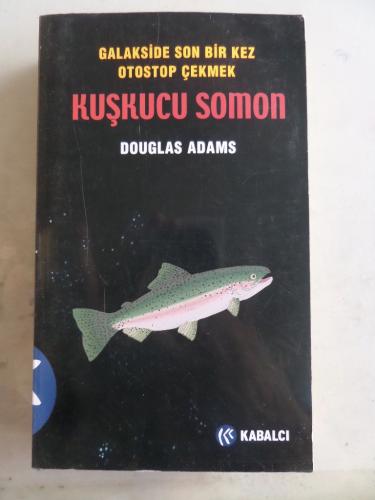 GALAKSİDE SON BİR KEZ
OTOSTOP ÇEKMEK
KUŞKUCU SOMON
DOUGLAS ADAMS
KABALCI